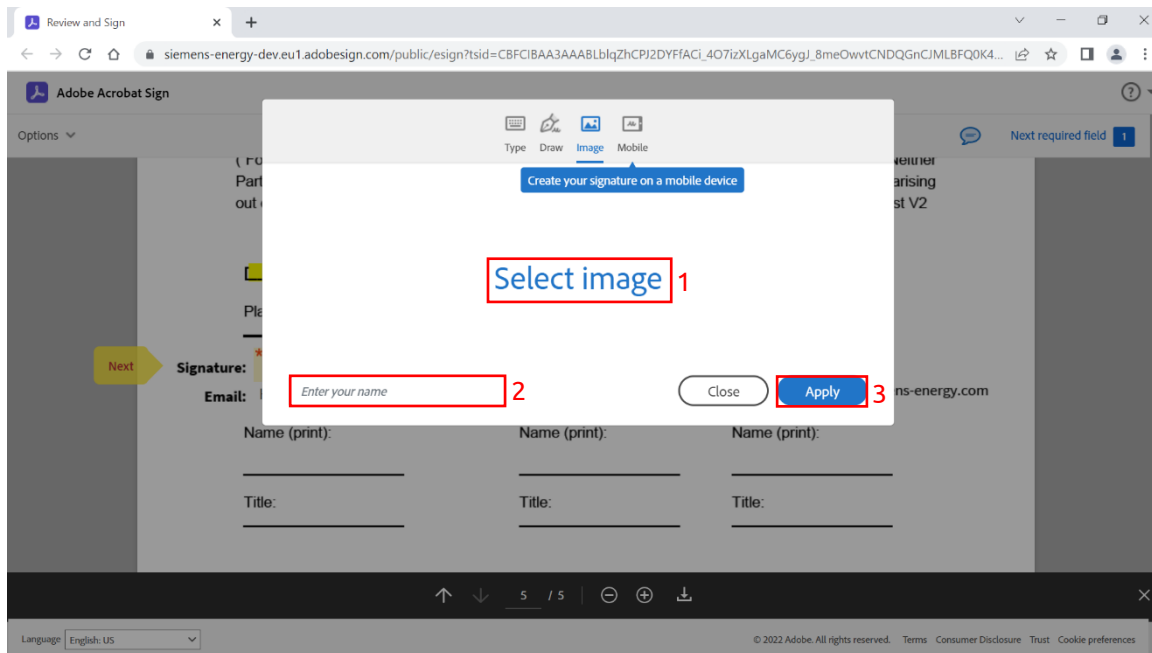 Review and Sign
siemens-energy-dev.eu1.adobesign.com/public/esign?tsid=CBFCIBAA3AAABLblqZhCPJ2DYFfACi_4O7izXLgaMC6ygJ_8meOwvtCNDQGnCJMLBFQ0K4...
Adobe Acrobat Sign
Options
Type Draw Image Mobile
Next required field 1
Create your signature on a mobile device
Part
arising
out
st V2
Select image 1
Next
Signature:
Enter your name 2
Close
Apply 3
Email:
ns-energy.com
Name (print): Name (print): Name (print):
Title: Title: Title:
5 / 5
Language English: US
© 2022 Adobe. All rights reserved. Terms Consumer Disclosure Trust Cookie preferences